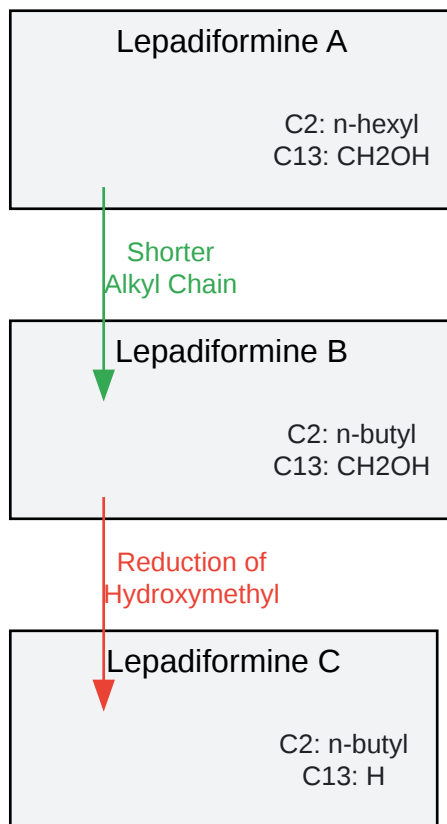 Lepadiformine A
C2: n-hexyl
C13: CH2OH
Shorter
Alkyl Chain
Lepadiformine B
C2: n-butyl
C13: CH2OH
Reduction of
Hydroxymethyl
Lepadiformine C
C2: n-butyl
C13: H